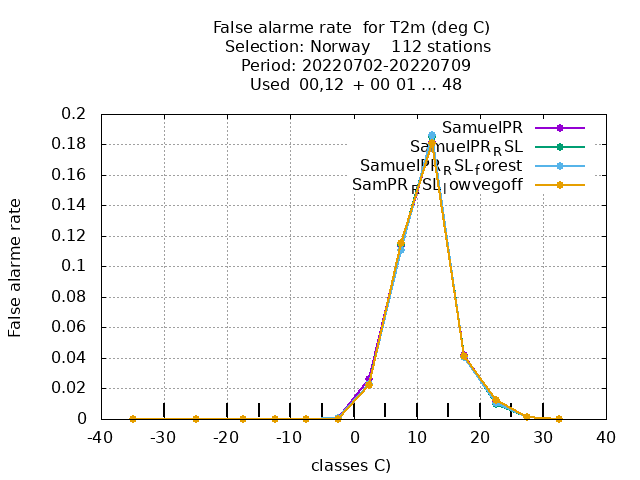 False alarme rate  for T2m (deg C)
Selection: Norway    112 stations
Period: 20220702-20220709
Used  00,12  + 00 01 ... 48
0.2
0.18
0.16
0.14
0.12
0.1
0.08
0.06
0.04
0.02
0
False alarme rate
SamuelPR
SamuelPR_RSL
SamuelPR_RSL_forest
SamPR_RSL_lowvegoff
-40 -30 -20 -10 0 10 20 30 40
classes C)